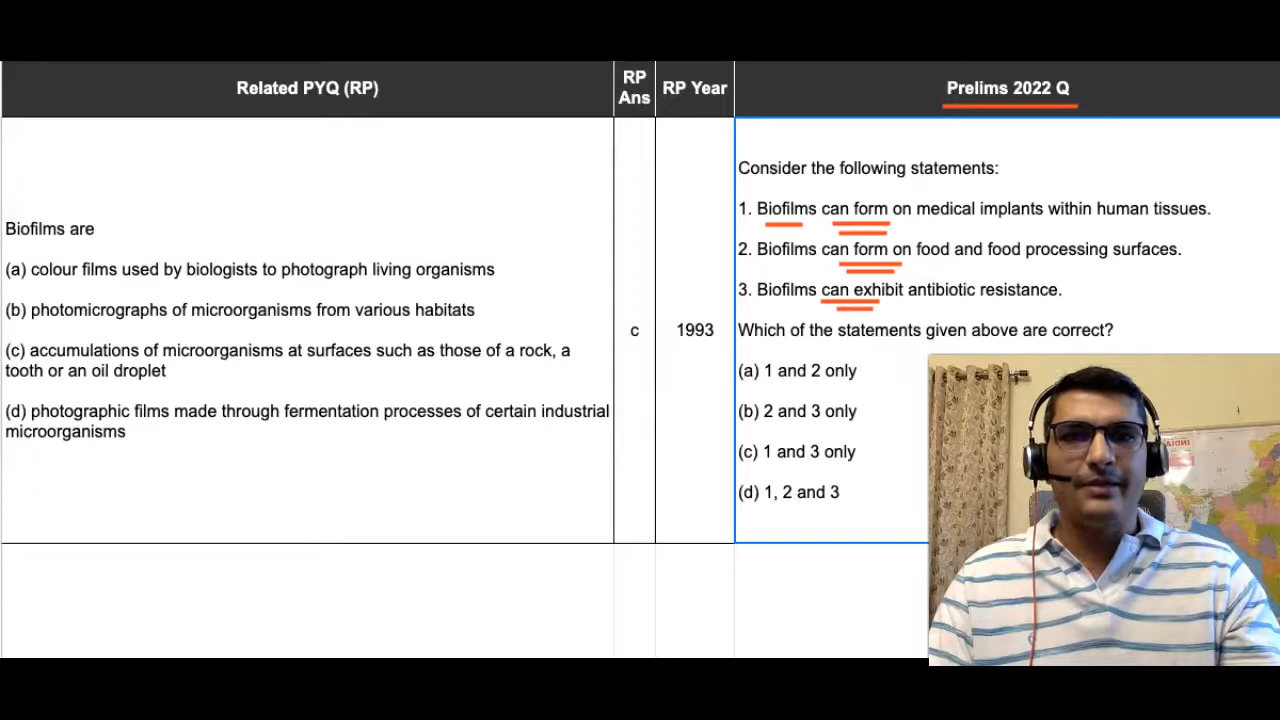 Related PYQ (RP)
RP
Ans
RP Year
Prelims 2022 Q
Biofilms are
(a) colour films used by biologists to photograph living organisms
(b) photomicrographs of microorganisms from various habitats
(c) accumulations of microorganisms at surfaces such as those of a rock, a
tooth or an oil droplet
(d) photographic films made through fermentation processes of certain industrial
microorganisms
c
1993
Consider the following statements:
1. Biofilms can form on medical implants within human tissues.
2. Biofilms can form on food and food processing surfaces.
3. Biofilms can exhibit antibiotic resistance.
Which of the statements given above are correct?
(a) 1 and 2 only
(b) 2 and 3 only
(c) 1 and 3 only
(d) 1, 2 and 3
INDIA